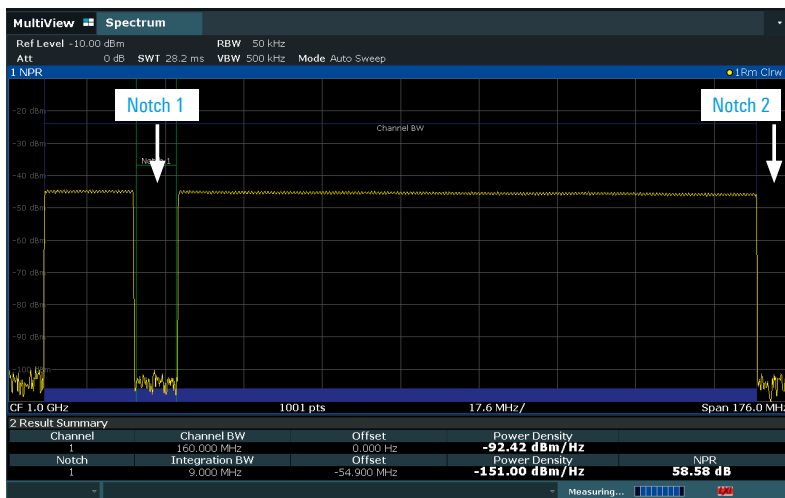 MultiView Spectrum
Ref Level -10.00 dBm RBW 50 kHz
Att 0 dB SWT 28.2 ms VBW 500 kHz Mode Auto Sweep
1 NPR 1Rm Clrw
Notch 1 Notch 2
-20 dBm
Channel BW
-30 dBm
Notch 1
-40 dBm
-50 dBm
-60 dBm
-70 dBm
-80 dBm
-90 dBm
-100 dBm
CF 1.0 GHz 1001 pts 17.6 MHz/ Span 176.0 MHz
2 Result Summary
Channel Channel BW Offset Power Density
1 160.000 MHz 0.000 Hz -92.42 dBm/Hz
Notch Integration BW Offset Power Density NPR
1 9.000 MHz -54.900 MHz -151.00 dBm/Hz 58.58 dB
Measuring...